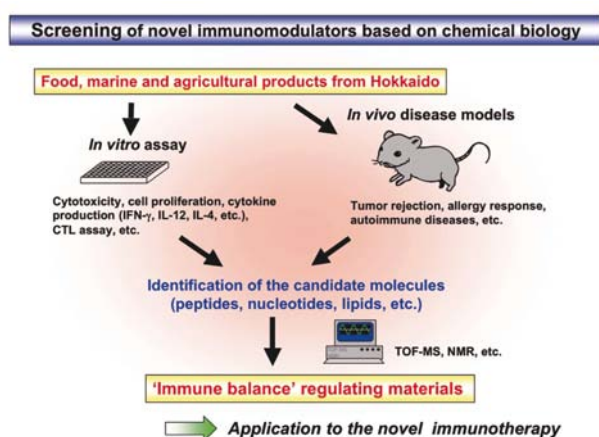 Screening of novel immunomodulators based on chemical biology
Food, marine and agricultural products from Hokkaido
In vivo disease models
In vitro assay
Cytotoxicity, cell proliferation, cytokine
production (IFN-γ, IL-12, IL-4, etc.),
CTL assay, etc.
Tumor rejection, allergy response,
autoimmune diseases, etc.
Identification of the candidate molecules
(peptides, nucleotides, lipids, etc.)
TOF-MS, NMR, etc.
‘Immune balance’ regulating materials
Application to the novel immunotherapy